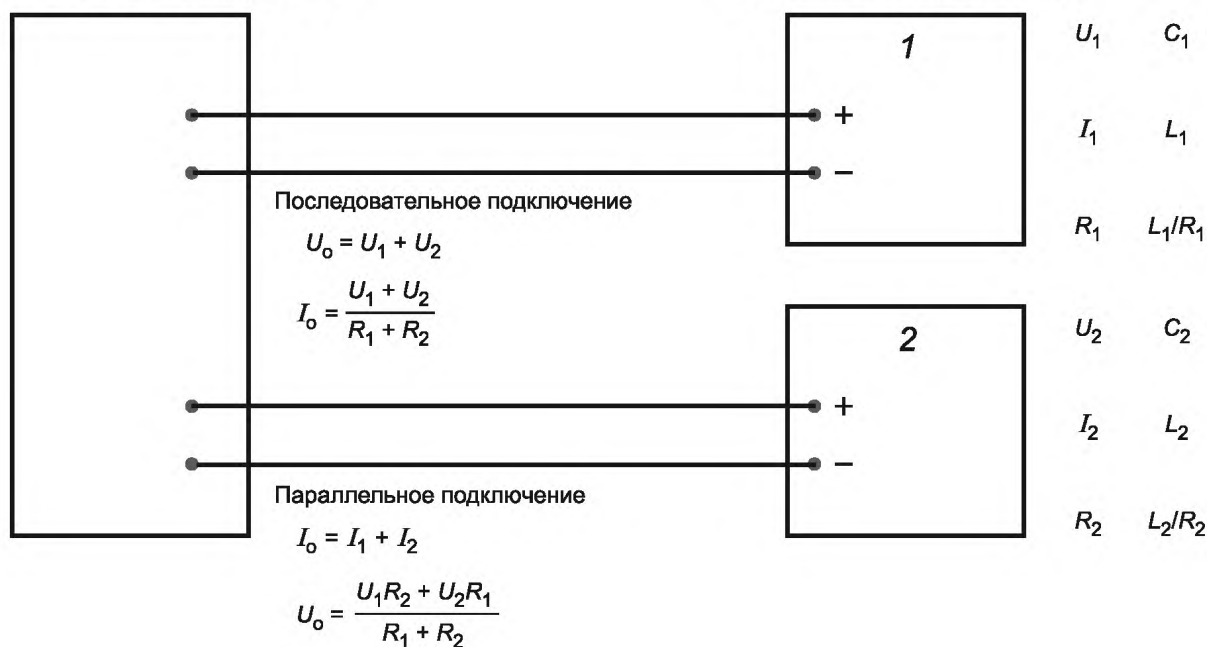 1
U₁ C₁
+
I₁ L₁
−
Последовательное подключение
Uₒ = U₁ + U₂
R₁ L₁/R₁
Iₒ = (U₁ + U₂) / (R₁ + R₂)
2
U₂ C₂
+
I₂ L₂
−
Параллельное подключение
Iₒ = I₁ + I₂
R₂ L₂/R₂
Uₒ = (U₁R₂ + U₂R₁) / (R₁ + R₂)